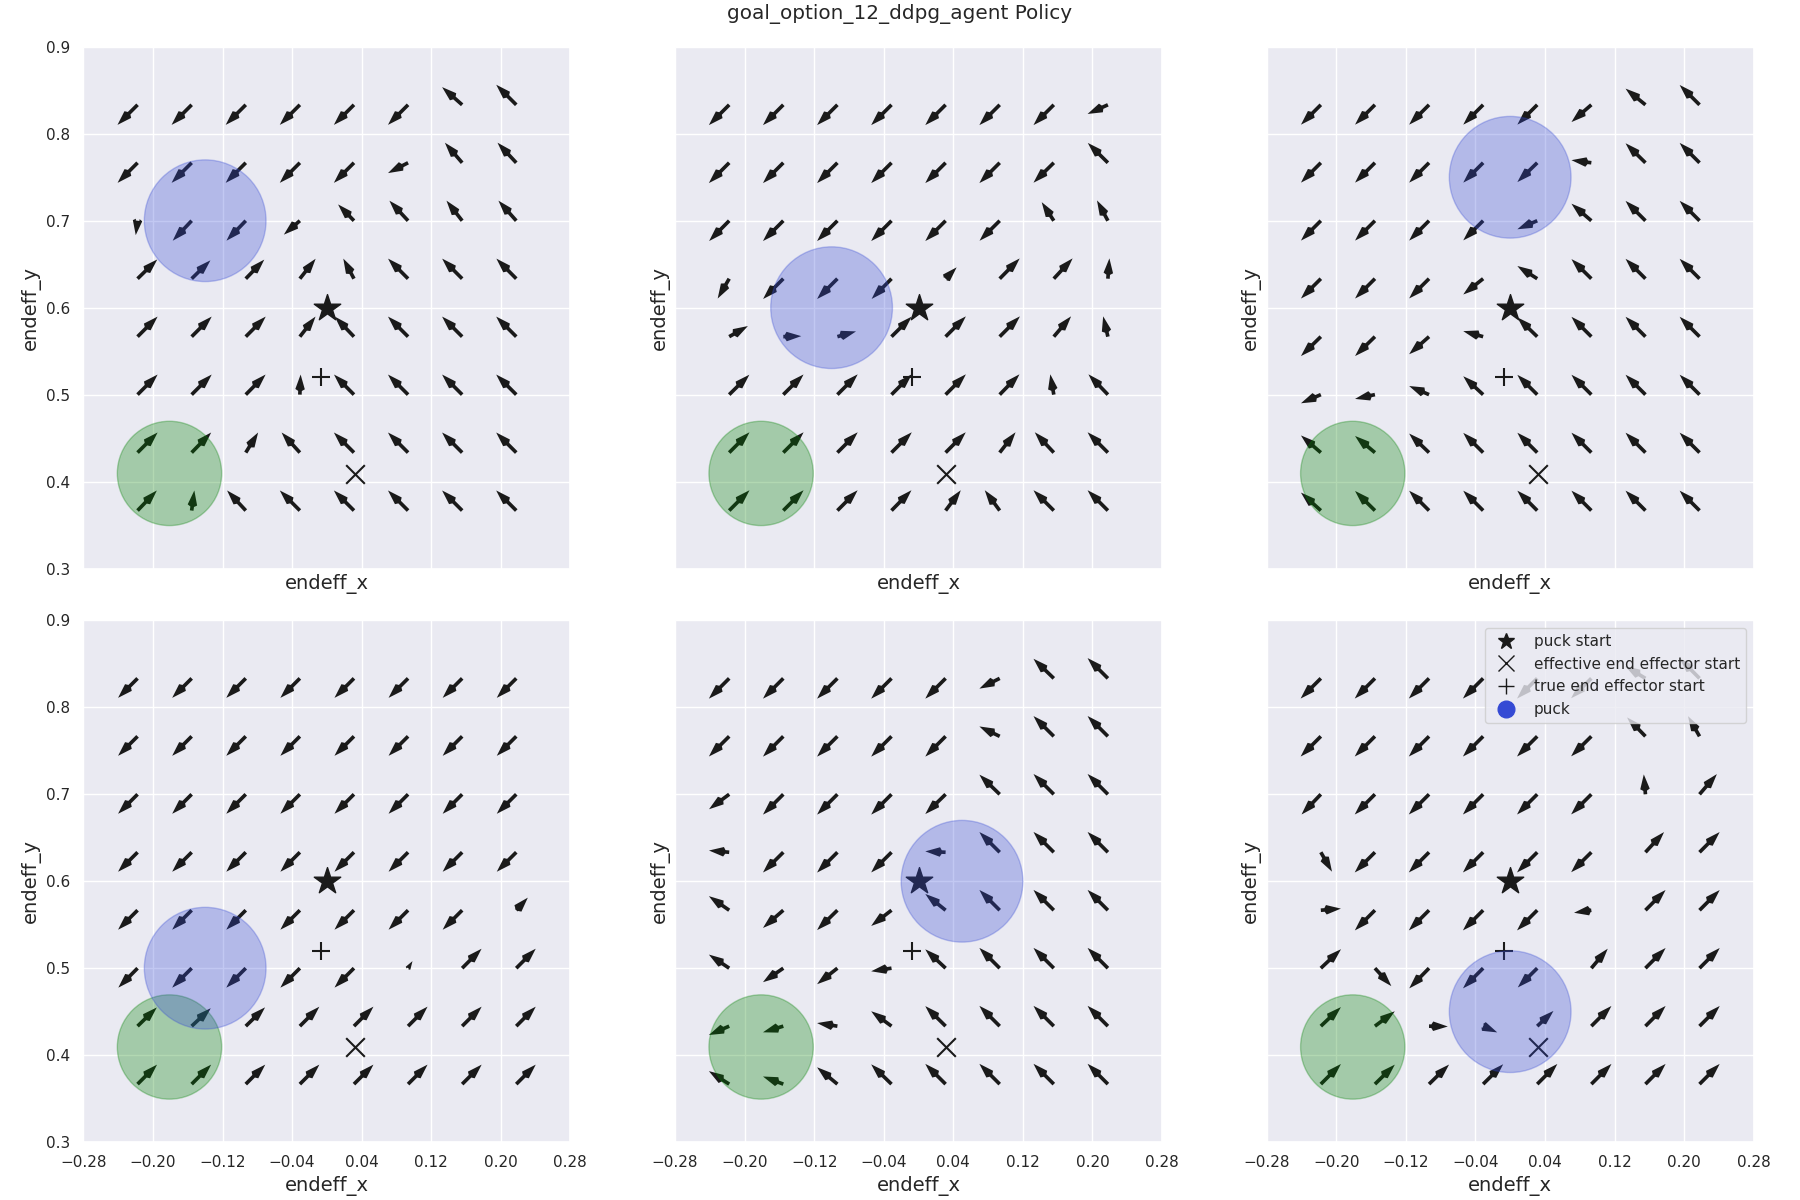 goal_option_12_ddpg_agent Policy
0.9
0.8
0.7
0.6
0.5
0.4
0.3
endeff_y
endeff_y
endeff_y
endeff_x
endeff_x
endeff_x
0.9
0.8
0.7
0.6
0.5
0.4
0.3
endeff_y
endeff_y
endeff_y
puck start
effective end effector start
true end effector start
puck
−0.28 −0.20 −0.12 −0.04 0.04 0.12 0.20 0.28
−0.28 −0.20 −0.12 −0.04 0.04 0.12 0.20 0.28
−0.28 −0.20 −0.12 −0.04 0.04 0.12 0.20 0.28
endeff_x
endeff_x
endeff_x